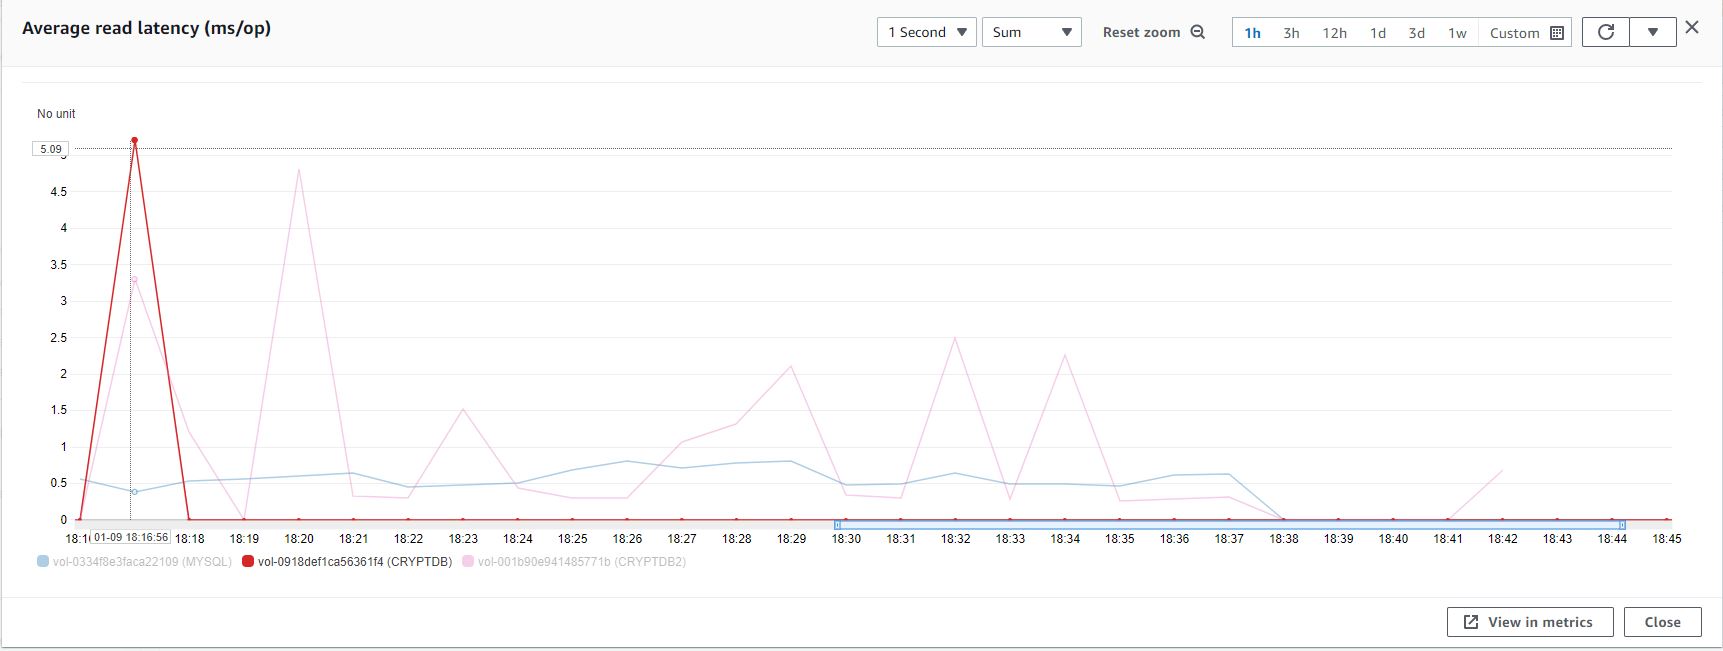 Average read latency (ms/op)
1 Second
Sum
Reset zoom
1h 3h 12h 1d 3d 1w Custom
No unit
5.09
5
4.5
4
3.5
3
2.5
2
1.5
1
0.5
0
01-09 18:16:56 18:18 18:19 18:20 18:21 18:22 18:23 18:24 18:25 18:26 18:27 18:28 18:29 18:30 18:31 18:32 18:33 18:34 18:35 18:36 18:37 18:38 18:39 18:40 18:41 18:42 18:43 18:44 18:45
vol-0334f8e3faca22109 (MYSQL) vol-0918def1ca56361f4 (CRYPTDB) vol-001b90e941485771b (CRYPTDB2)
View in metrics
Close